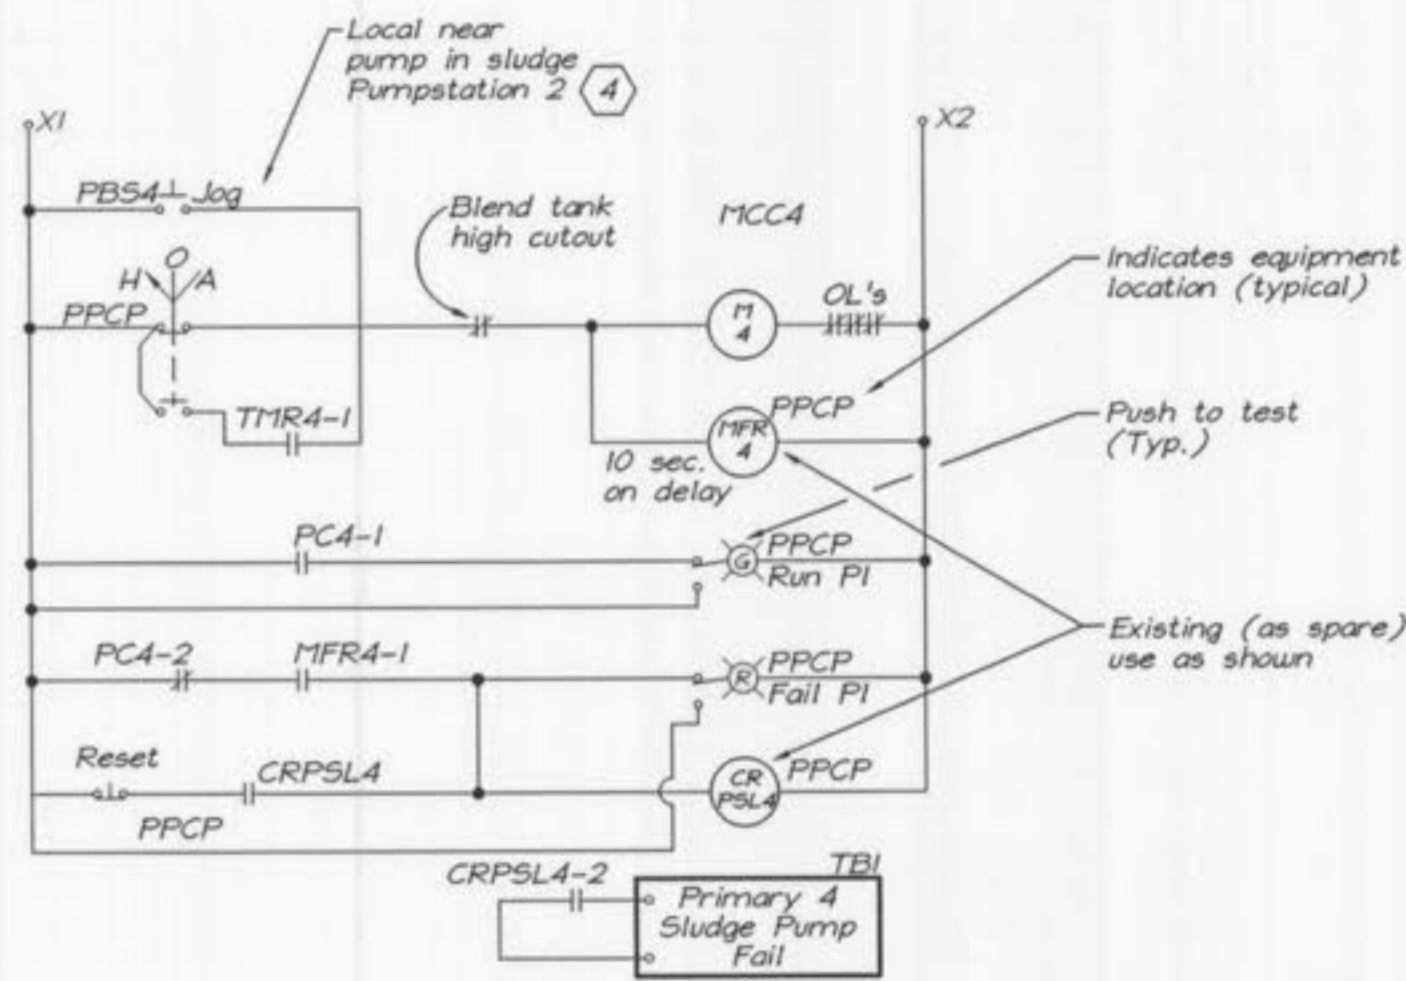 Local near
pump in sludge
Pumpstation 2 4
X1
X2
PBS4 Jog
Blend tank
high cutout
MCC4
O
H A
PPCP
Indicates equipment
location (typical)
M
4
OL's
TMR4-1
MFR
4
PPCP
Push to test
(Typ.)
10 sec.
on delay
PC4-1
G
PPCP
Run P1
PC4-2
MFR4-1
R
PPCP
Fail P1
Existing (as spare)
use as shown
Reset
CRPSL4
CR
PSL4
PPCP
PPCP
CRPSL4-2
TB1
Primary 4
Sludge Pump
Fail